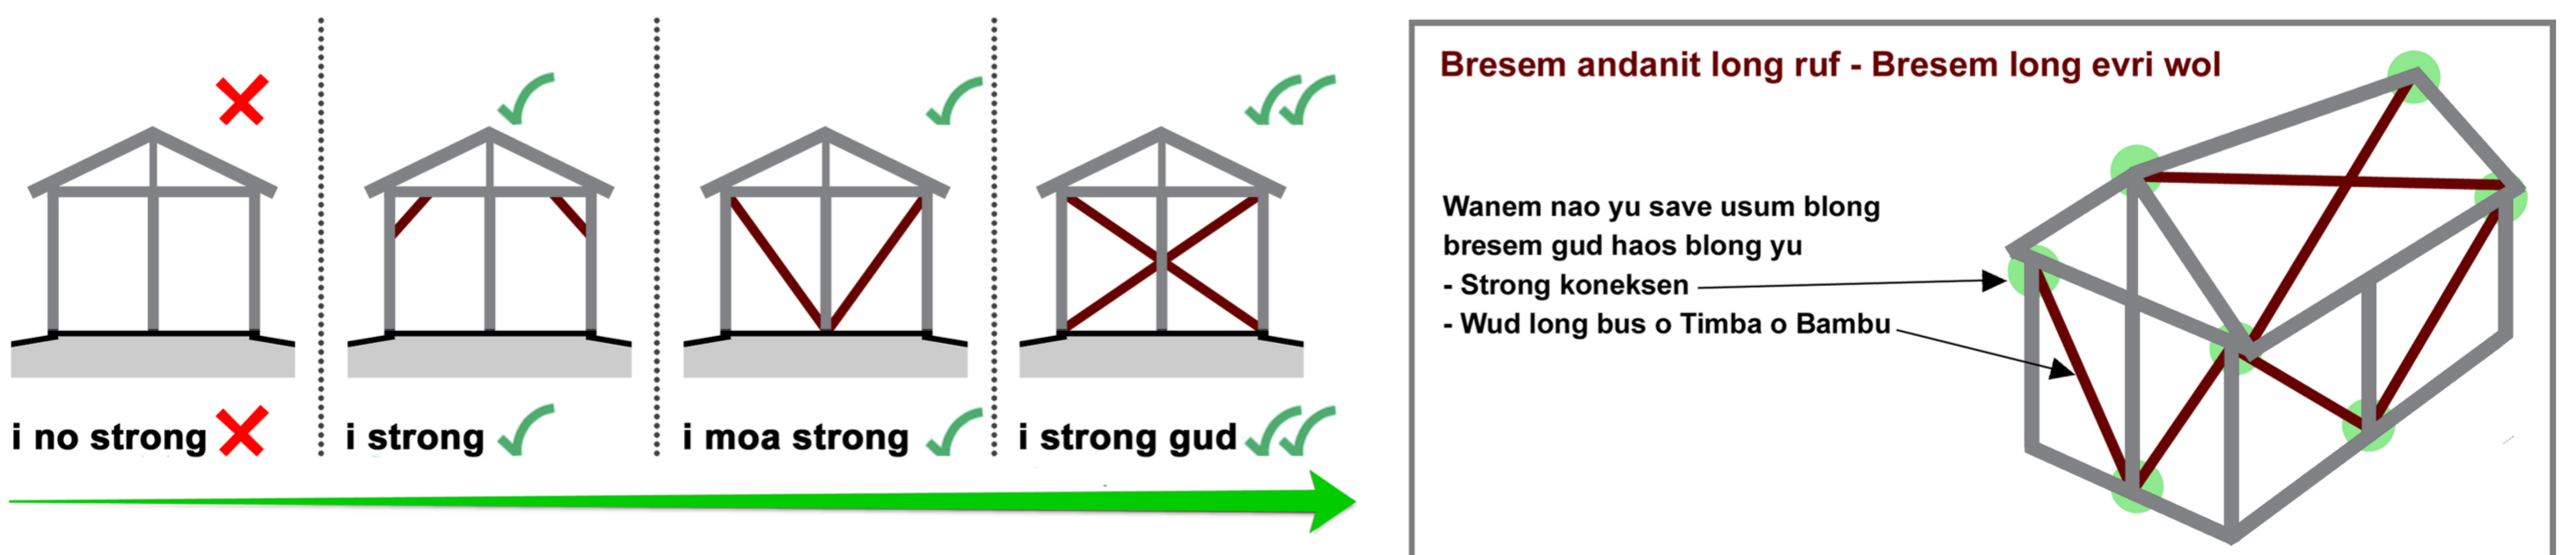 i no strong
i strong
i moa strong
i strong gud
Bresem andanit long ruf - Bresem long evri wol
Wanem nao yu save usum blong
bresem gud haos blong yu
- Strong koneksen
- Wud long bus o Timba o Bambu